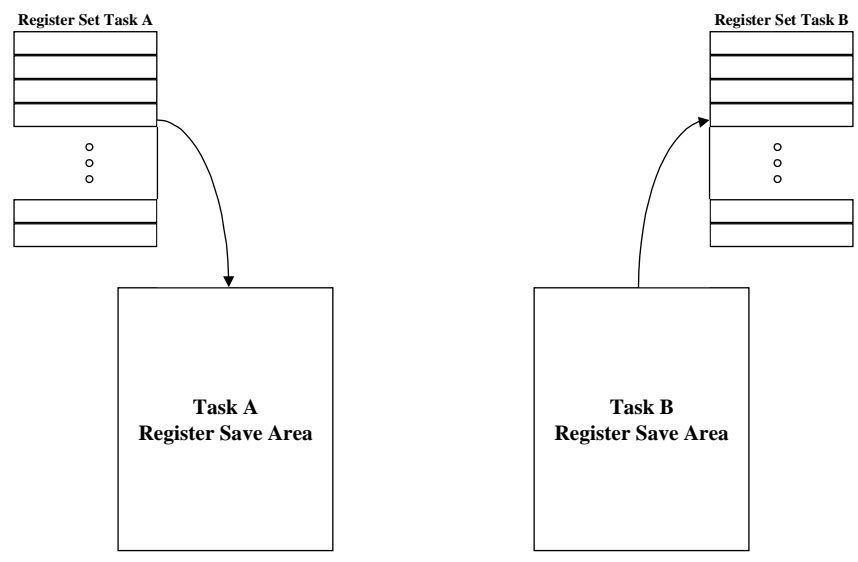 Register Set Task A
Register Set Task B
Task A
Register Save Area
Task B
Register Save Area